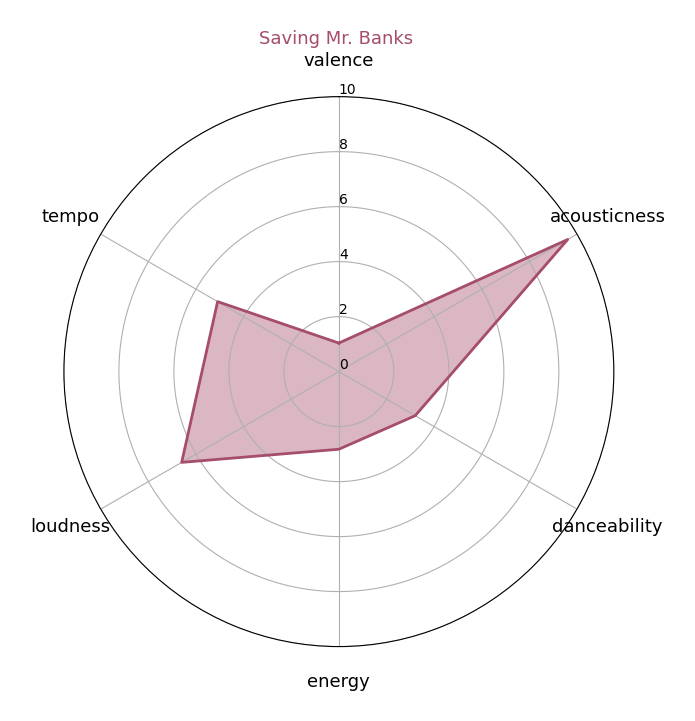 Saving Mr. Banks
valence
10
8
6
4
2
0
tempo
acousticness
loudness
danceability
energy